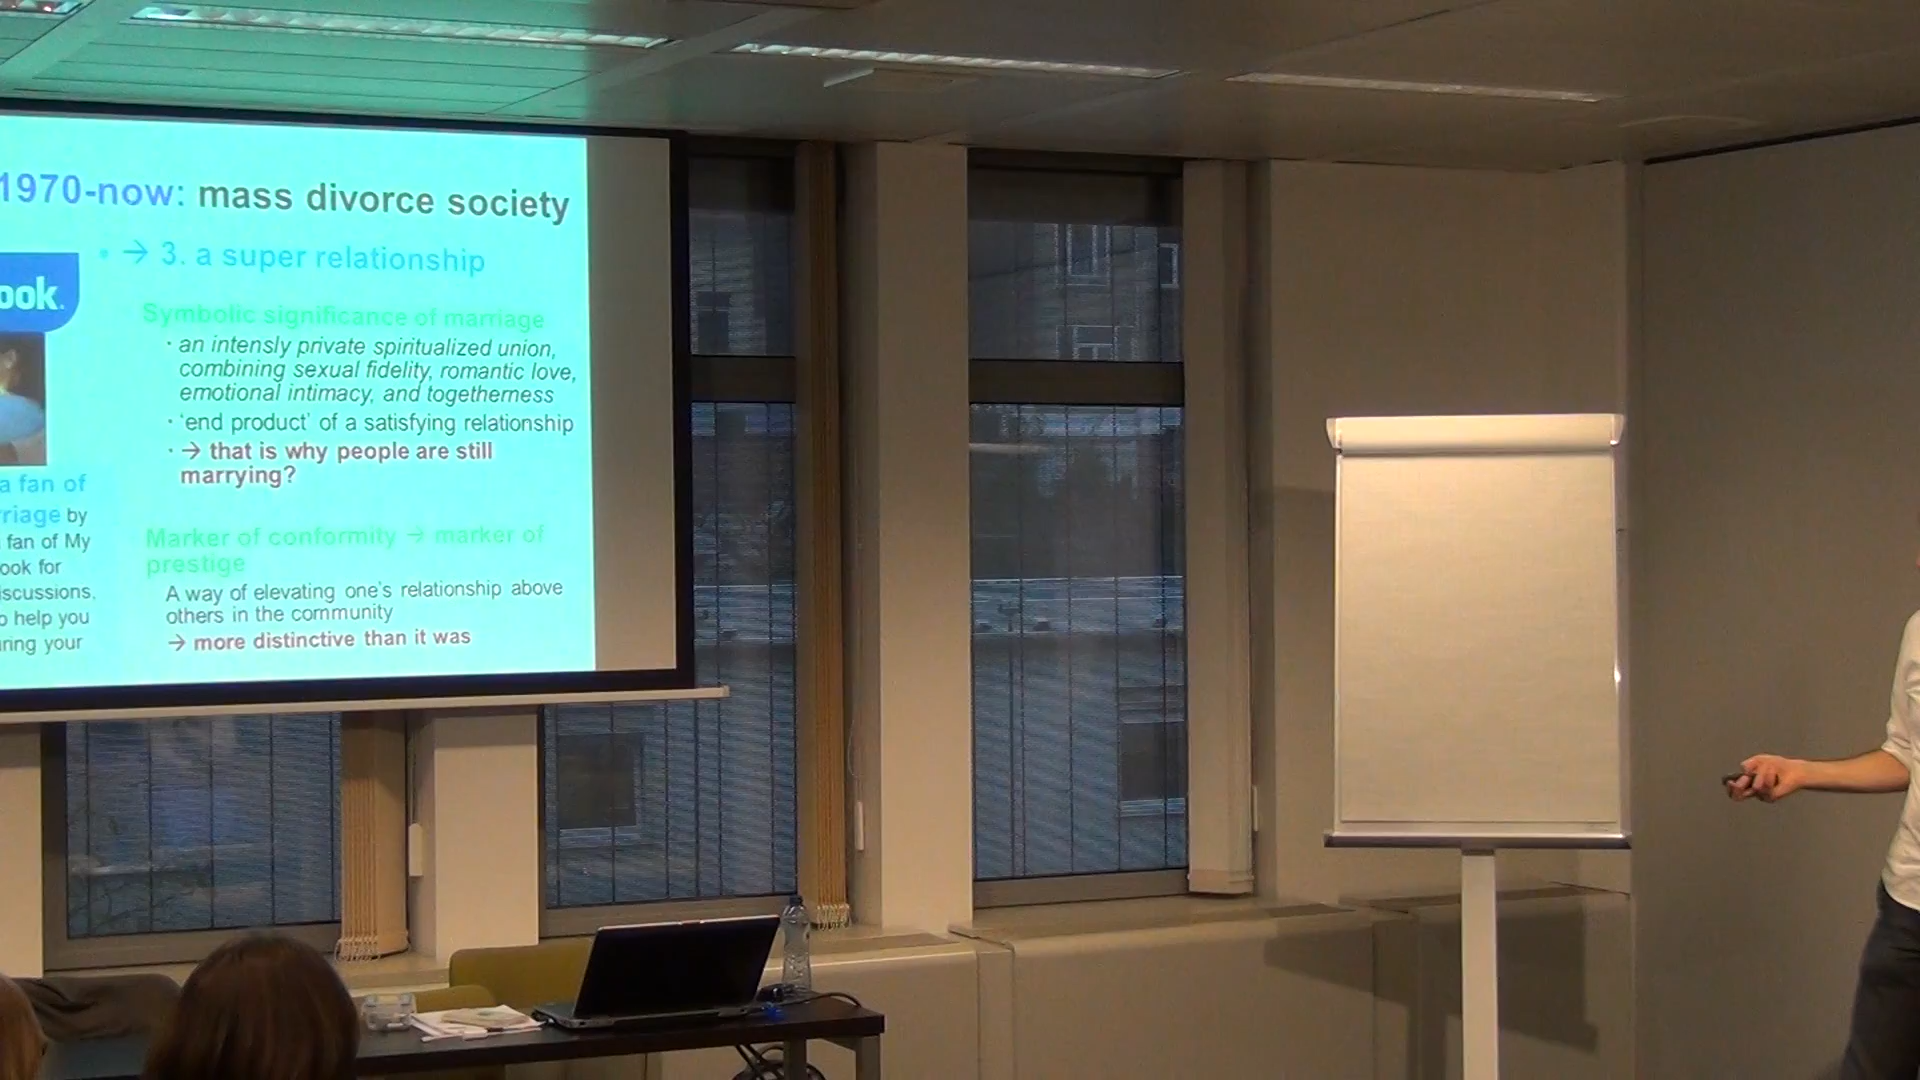 1970-now: mass divorce society
• → 3. a super relationship
ook.
Symbolic significance of marriage
• an intensly private spiritualized union,
combining sexual fidelity, romantic love,
emotional intimacy, and togetherness
• 'end product' of a satisfying relationship
• → that is why people are still
marrying?
Marker of conformity → marker of
prestige
A way of elevating one's relationship above
others in the community
→ more distinctive than it was
a fan of
rriage by
fan of My
ook for
iscussions,
o help you
uring your